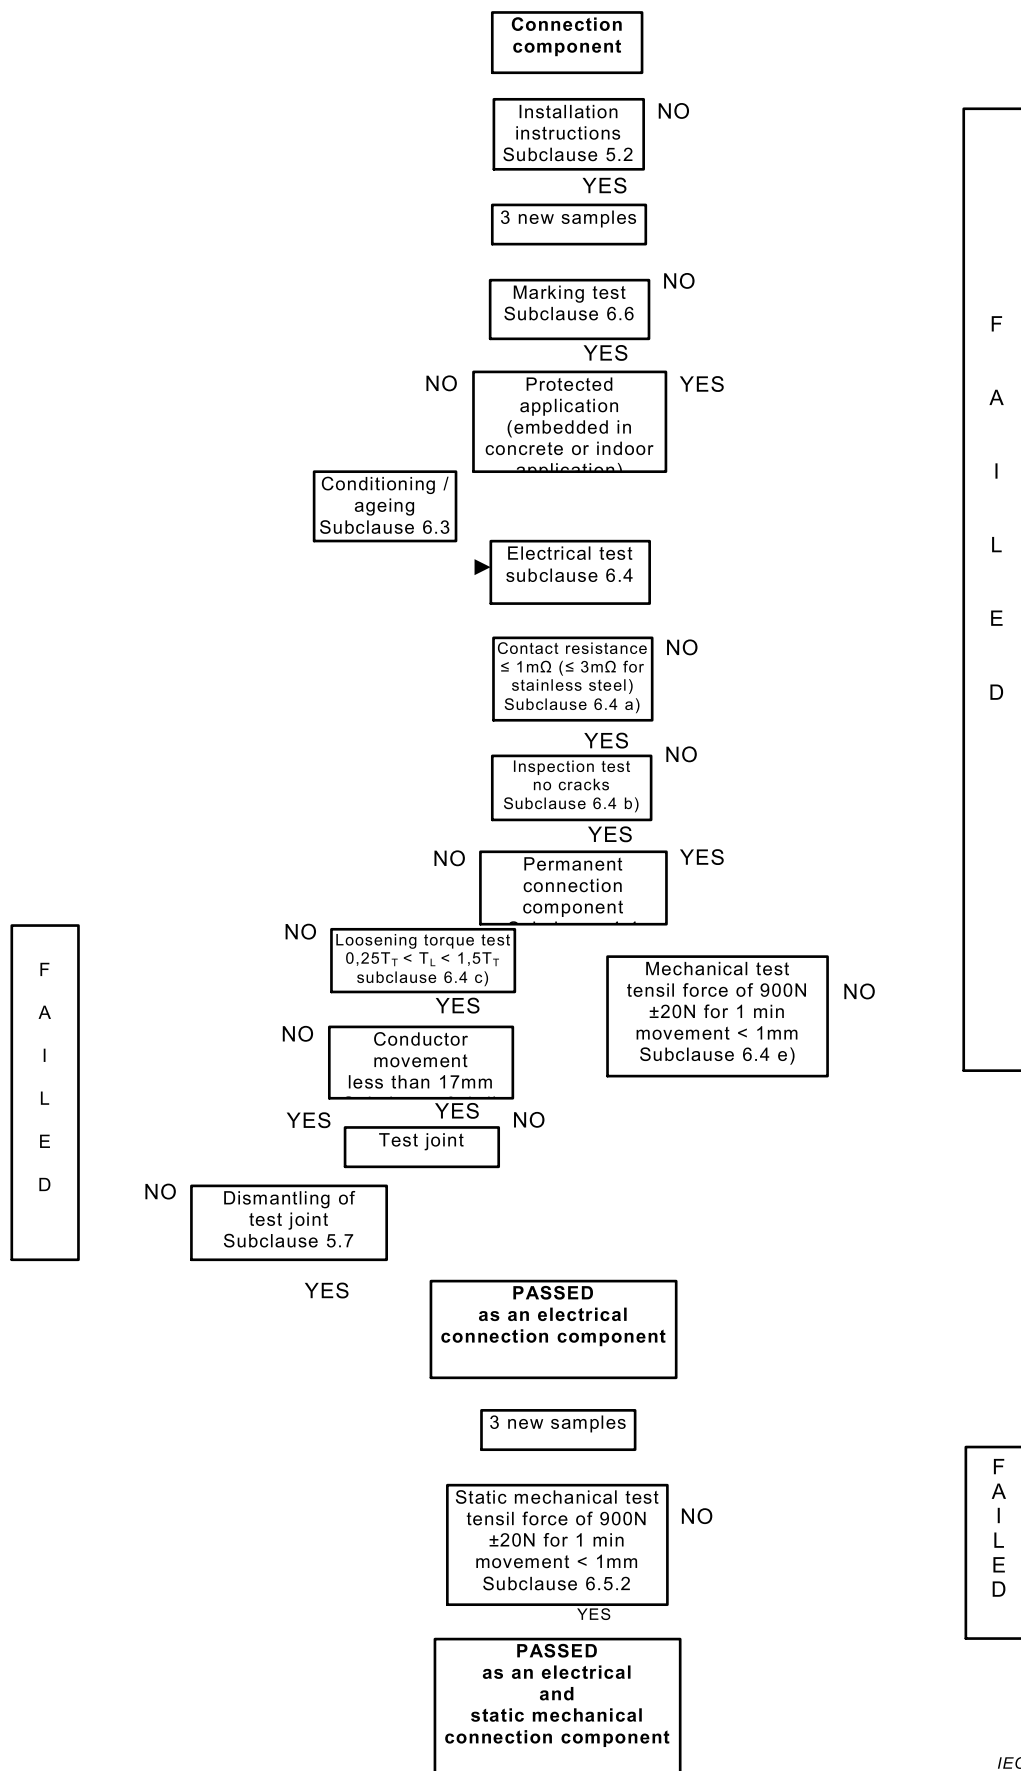 Connection
component
Installation
instructions
Subclause 5.2
NO
YES
3 new samples
Marking test
Subclause 6.6
NO
YES
NO
Protected
application
(embedded in
concrete or indoor
application)
YES
Conditioning /
ageing
Subclause 6.3
Electrical test
subclause 6.4
Contact resistance
≤ 1mΩ (≤ 3mΩ for
stainless steel)
Subclause 6.4 a)
NO
YES
Inspection test
no cracks
Subclause 6.4 b)
NO
YES
NO
Permanent
connection
component
YES
F
A
I
L
E
D
NO
Loosening torque test
0,25TT < TL < 1,5TT
subclause 6.4 c)
YES
Mechanical test
tensil force of 900N
±20N for 1 min
movement < 1mm
Subclause 6.4 e)
NO
NO
Conductor
movement
less than 17mm
YES
F
A
I
L
E
D
YES
Test joint
NO
NO
Dismantling of
test joint
Subclause 5.7
YES
PASSED
as an electrical
connection component
3 new samples
Static mechanical test
tensil force of 900N
±20N for 1 min
movement < 1mm
Subclause 6.5.2
NO
YES
F
A
I
L
E
D
PASSED
as an electrical
and
static mechanical
connection component
IEC